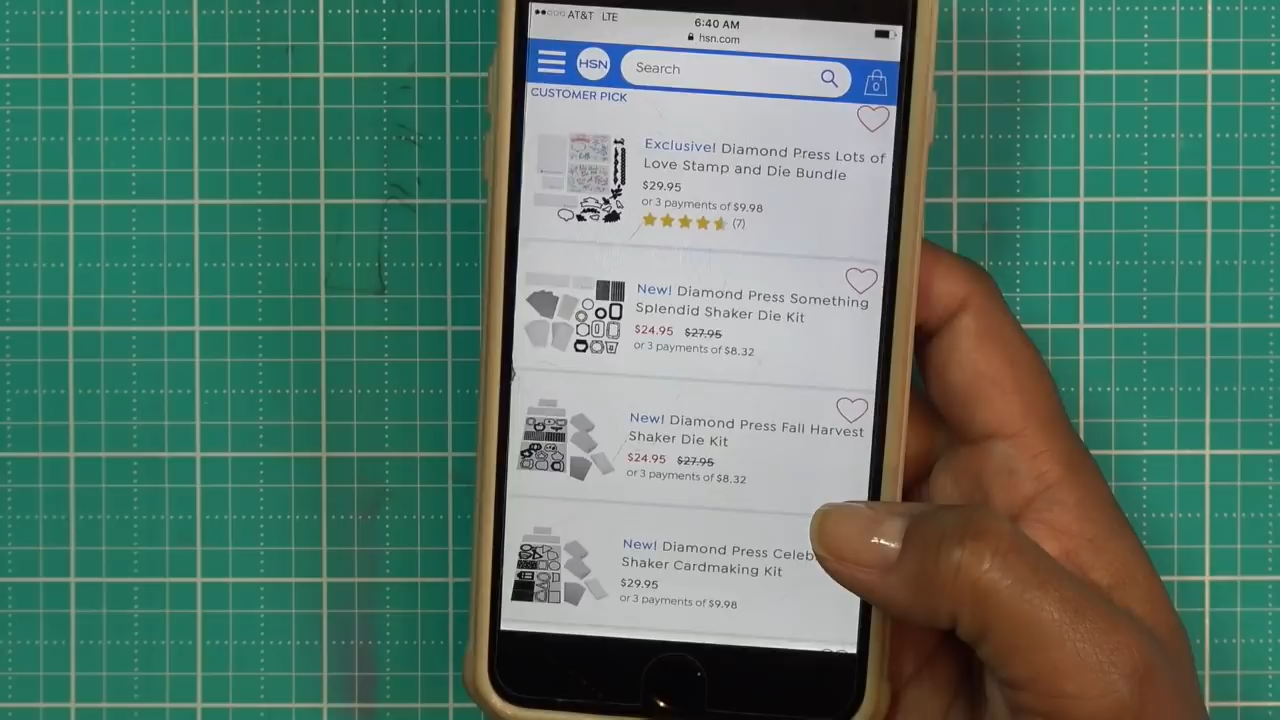 AT&T LTE
6:40 AM
hsn.com
HSN
Search
0
CUSTOMER PICK
Exclusive! Diamond Press Lots of
Love Stamp and Die Bundle
$29.95
or 3 payments of $9.98
(7)
New! Diamond Press Something
Splendid Shaker Die Kit
$24.95 $27.95
or 3 payments of $8.32
New! Diamond Press Fall Harvest
Shaker Die Kit
$24.95 $27.95
or 3 payments of $8.32
New! Diamond Press Celeb
Shaker Cardmaking Kit
$29.95
or 3 payments of $9.98